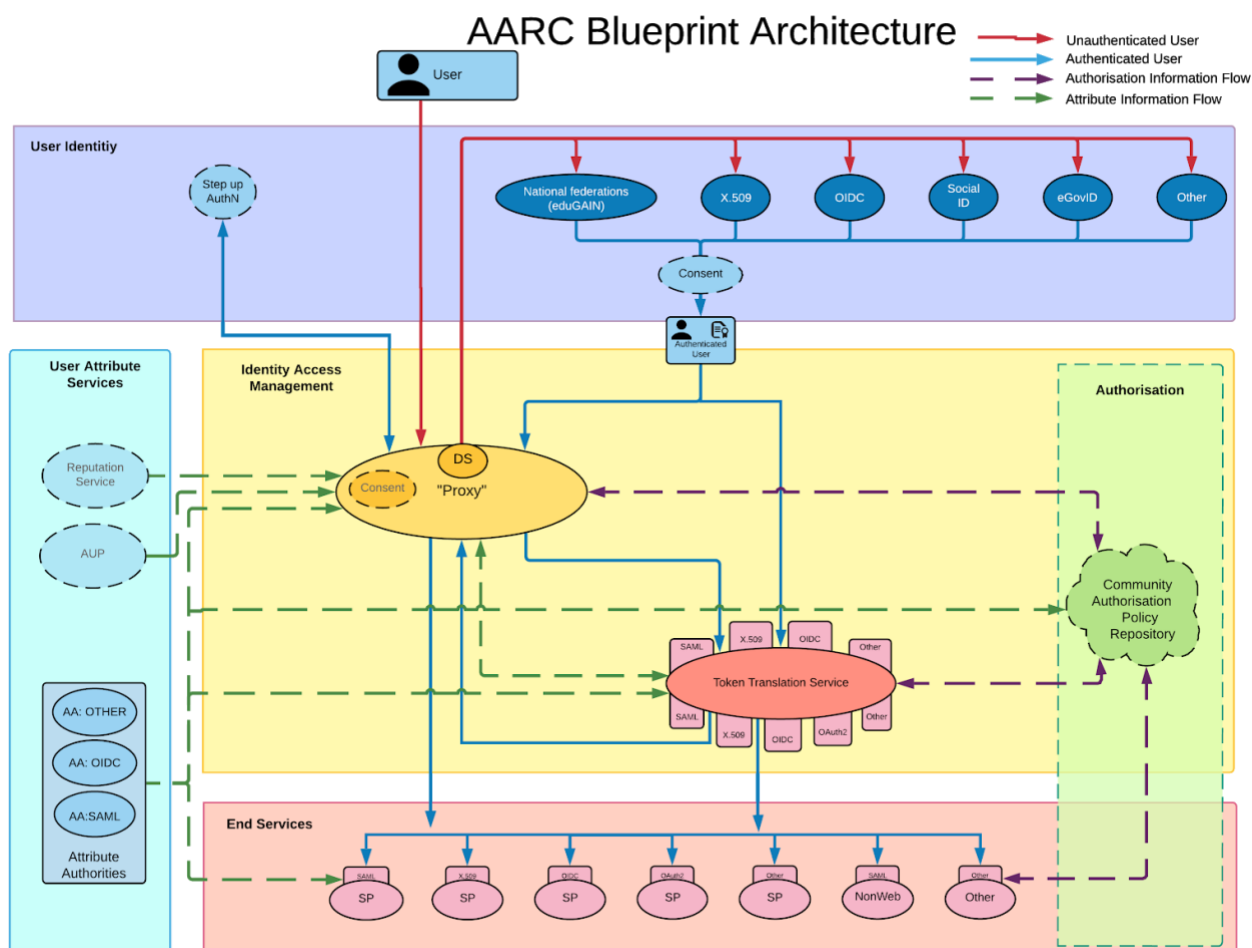 AARC Blueprint Architecture
Unauthenticated User
Authenticated User
Authorisation Information Flow
Attribute Information Flow
User
User Identitiy
Step up
AuthN
National federations
(eduGAIN)
X.509
OIDC
Social
ID
eGovID
Other
Consent
Authenticated
User
User Attribute
Services
Identity Access
Management
Authorisation
Reputation
Service
AUP
DS
Consent
"Proxy"
Community
Authorisation
Policy
Repository
SAML
X.509
OIDC
Other
Token Translation Service
SAML
X.509
OIDC
OAuth2
Other
AA: OTHER
AA: OIDC
AA:SAML
Attribute
Authorities
End Services
SAML
SP
X.509
SP
OIDC
SP
OAuth2
SP
Other
SP
SAML
NonWeb
Other
Other